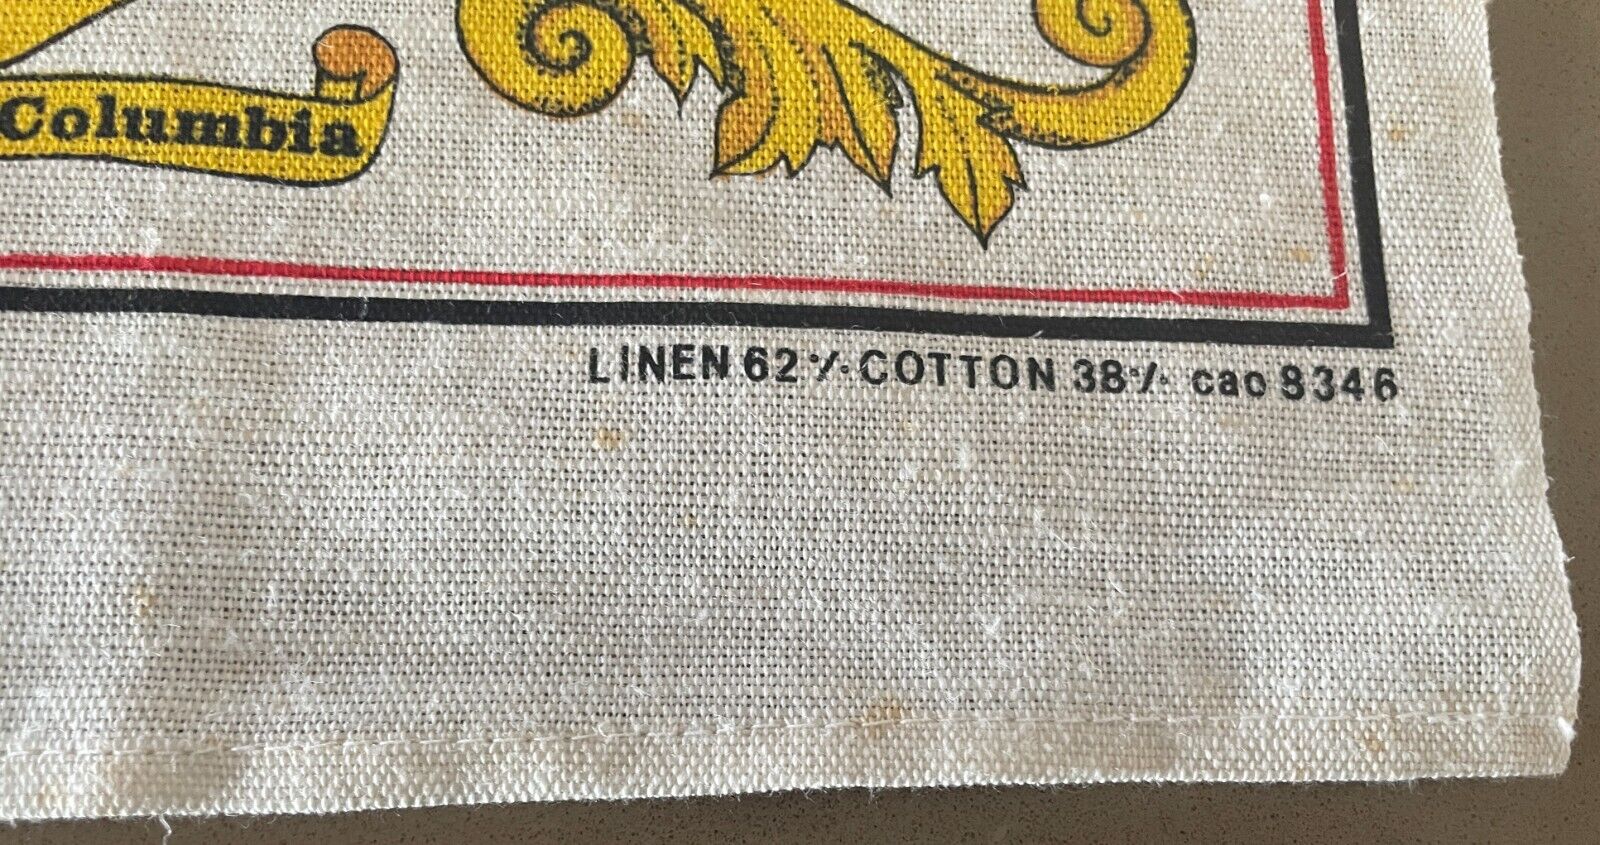 Columbia
LINEN 62% COTTON 38% cao 8346